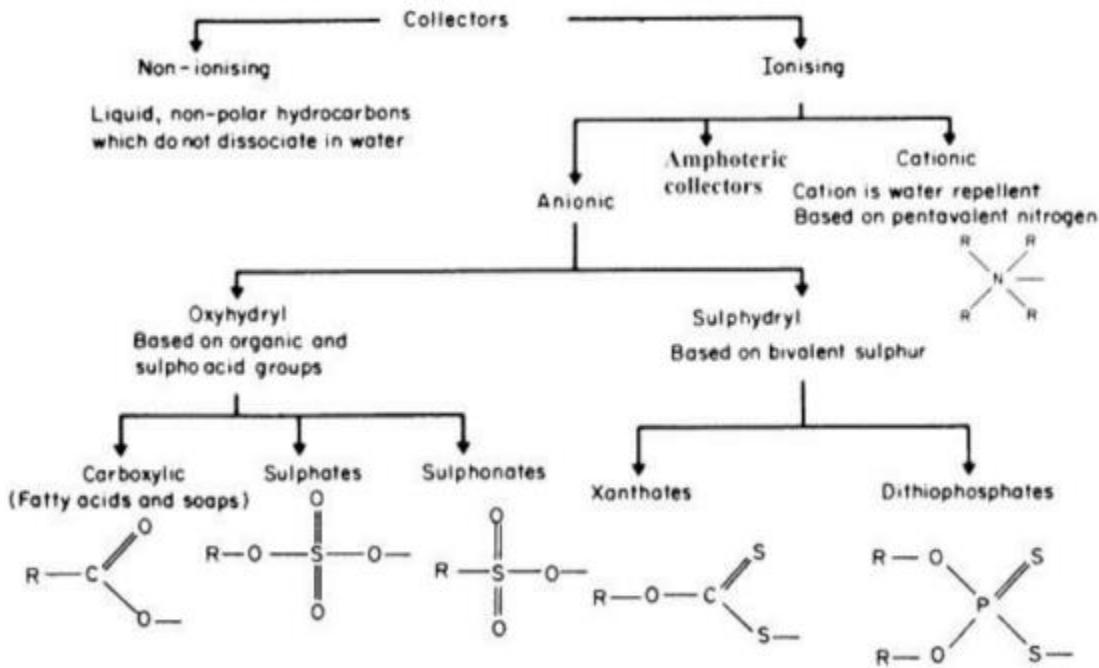 Collectors
Non-ionising
Ionising
Liquid, non-polar hydrocarbons
which do not dissociate in water
Amphoteric
collectors
Cationic
Anionic
Cation is water repellent
Based on pentavalent nitrogen
R R
N
R R
Oxyhydryl
Based on organic and
sulpho acid groups
Sulphydryl
Based on bivalent sulphur
Carboxylic
(Fatty acids and soaps)
Sulphates
Sulphonates
Xanthates
Dithiophosphates
O
R—C
O—
O
R—O—S—O—
O
O
R—S—O—
O
S
R—O—C
S—
R—O S
P
R—O S—